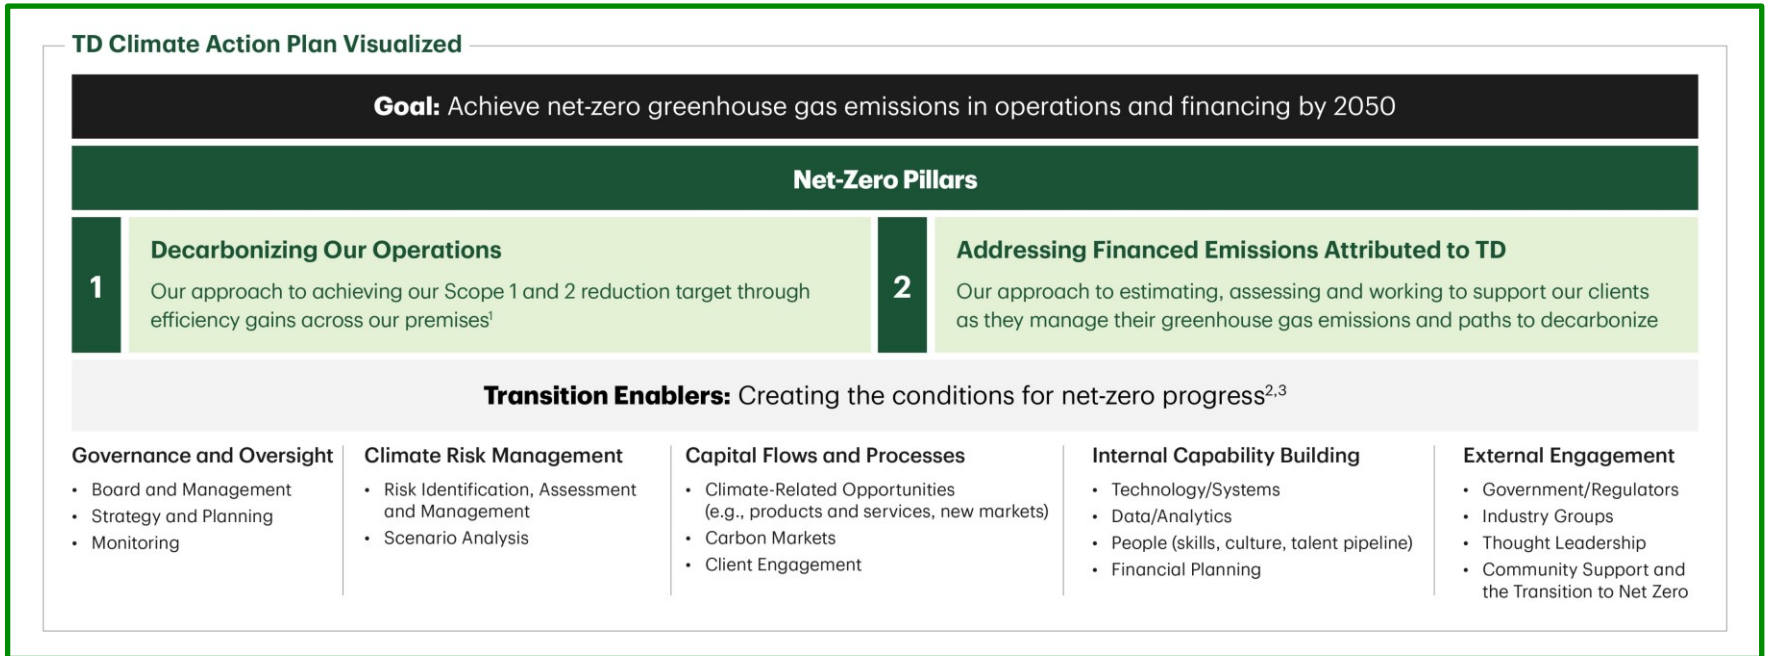 TD Climate Action Plan Visualized
Goal: Achieve net-zero greenhouse gas emissions in operations and financing by 2050
Net-Zero Pillars
1
Decarbonizing Our Operations
Our approach to achieving our Scope 1 and 2 reduction target through
efficiency gains across our premises¹
2
Addressing Financed Emissions Attributed to TD
Our approach to estimating, assessing and working to support our clients
as they manage their greenhouse gas emissions and paths to decarbonize
Transition Enablers: Creating the conditions for net-zero progress²,³
Governance and Oversight
• Board and Management
• Strategy and Planning
• Monitoring
Climate Risk Management
• Risk Identification, Assessment
and Management
• Scenario Analysis
Capital Flows and Processes
• Climate-Related Opportunities
(e.g., products and services, new markets)
• Carbon Markets
• Client Engagement
Internal Capability Building
• Technology/Systems
• Data/Analytics
• People (skills, culture, talent pipeline)
• Financial Planning
External Engagement
• Government/Regulators
• Industry Groups
• Thought Leadership
• Community Support and
the Transition to Net Zero